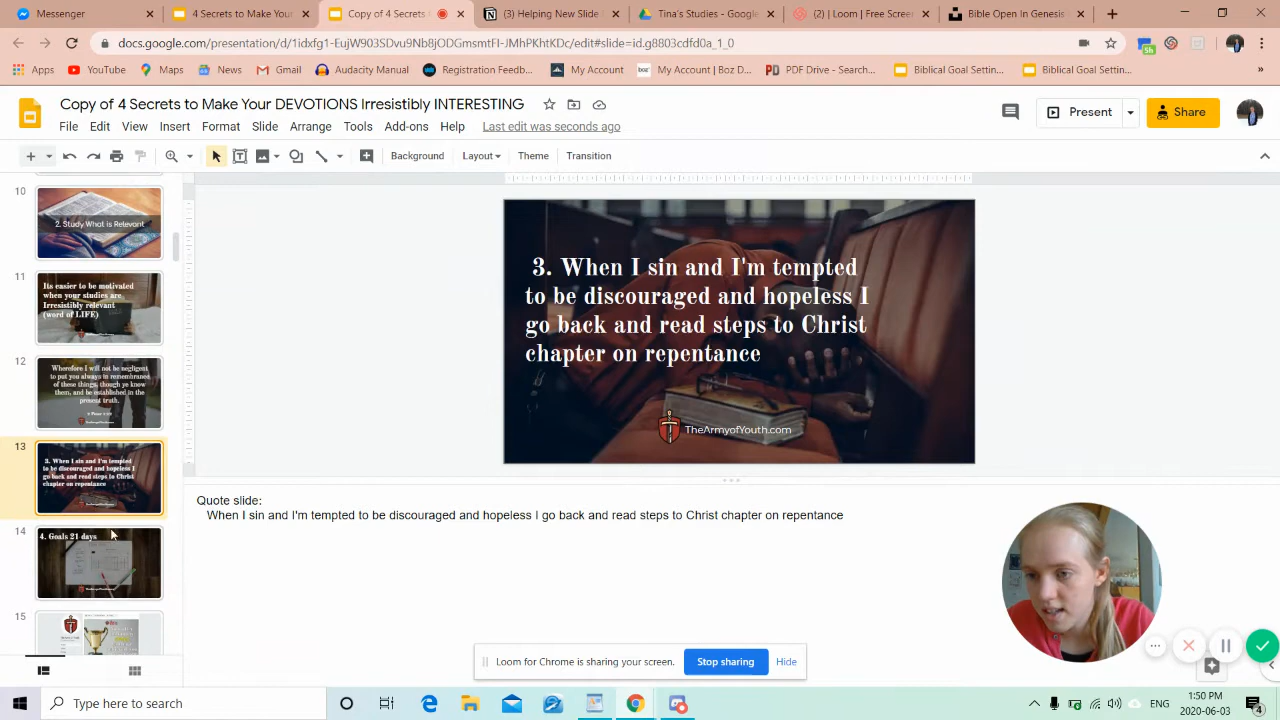 Messenger
4 Secrets to Make Your
Copy of 4 Secrets
(3) Helping New Slide
Tina's Studies - Google
(2) | Loom | Free Screen
Bible Open In Genesis
docs.google.com/presentation/d/
Apps YouTube Maps News Gmail Audacity Manual Registration - Alb... My Account My Account | Boz D... PDF Drive - Search... Biblical Goal Settin... Biblical Goal Settin... »
Copy of 4 Secrets to Make Your DEVOTIONS Irresistibly INTERESTING
Present
Share
File Edit View Insert Format Slide Arrange Tools Add-ons Help Last edit was seconds ago
Background Layout Theme Transition
10
2. Study What is Relevant
11
Its easier to be motivated
when your studies are
Irresistibly relevant
(word of LIFE)
12
Wherefore I will not be negligent
to put you always in remembrance
of these things, though ye know
them, and be established in the
present truth.
13
3. When I sin and I'm tempted
to be discouraged and hopeless I
go back and read steps to Christ
chapter on repentance
14
4. Goals 21 days
15
3. When I sin and I'm tempted
to be discouraged and hopeless I
go back and read steps to Christ
chapter on repentance
TheArmyofYouth.com
Quote slide:
When I sin and I'm tempted to be discouraged and hopeless I go back and red steps to Christ chapter on repentance
Loom for Chrome is sharing your screen. Stop sharing Hide
Type here to search
ENG
1:50 PM
2020-06-03
4